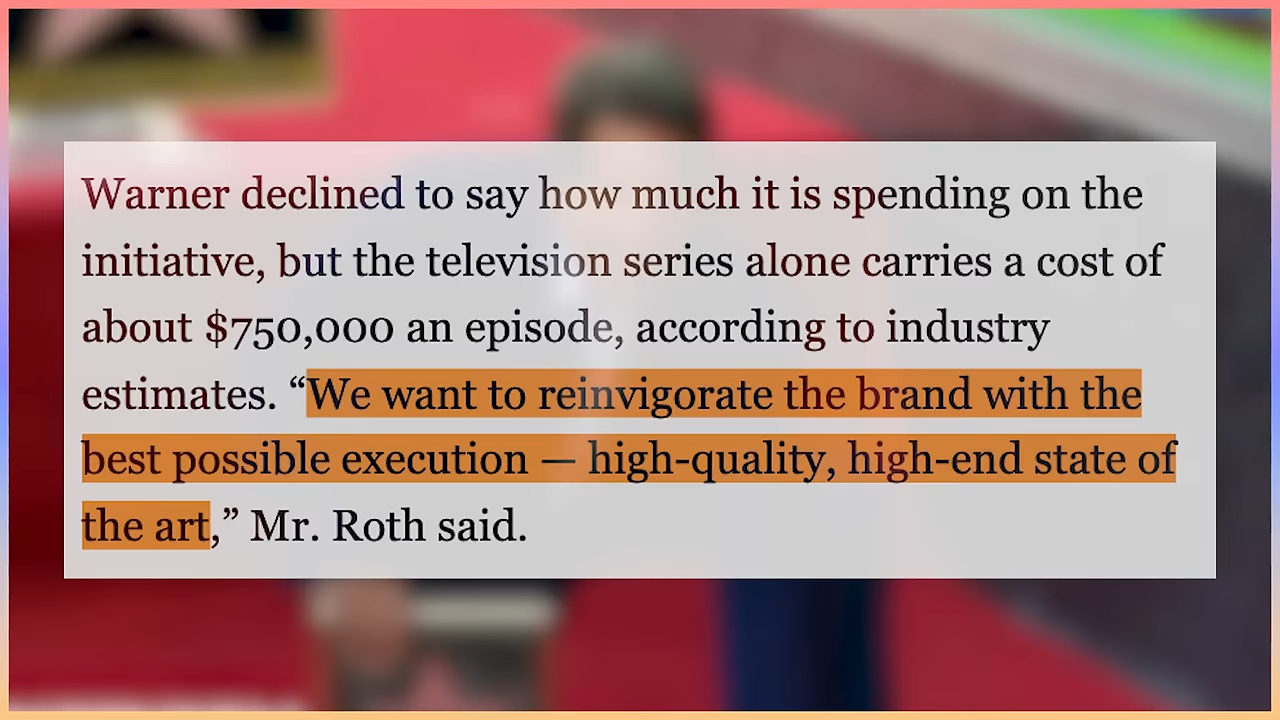 Warner declined to say how much it is spending on the
initiative, but the television series alone carries a cost of
about $750,000 an episode, according to industry
estimates. “We want to reinvigorate the brand with the
best possible execution — high-quality, high-end state of
the art,” Mr. Roth said.